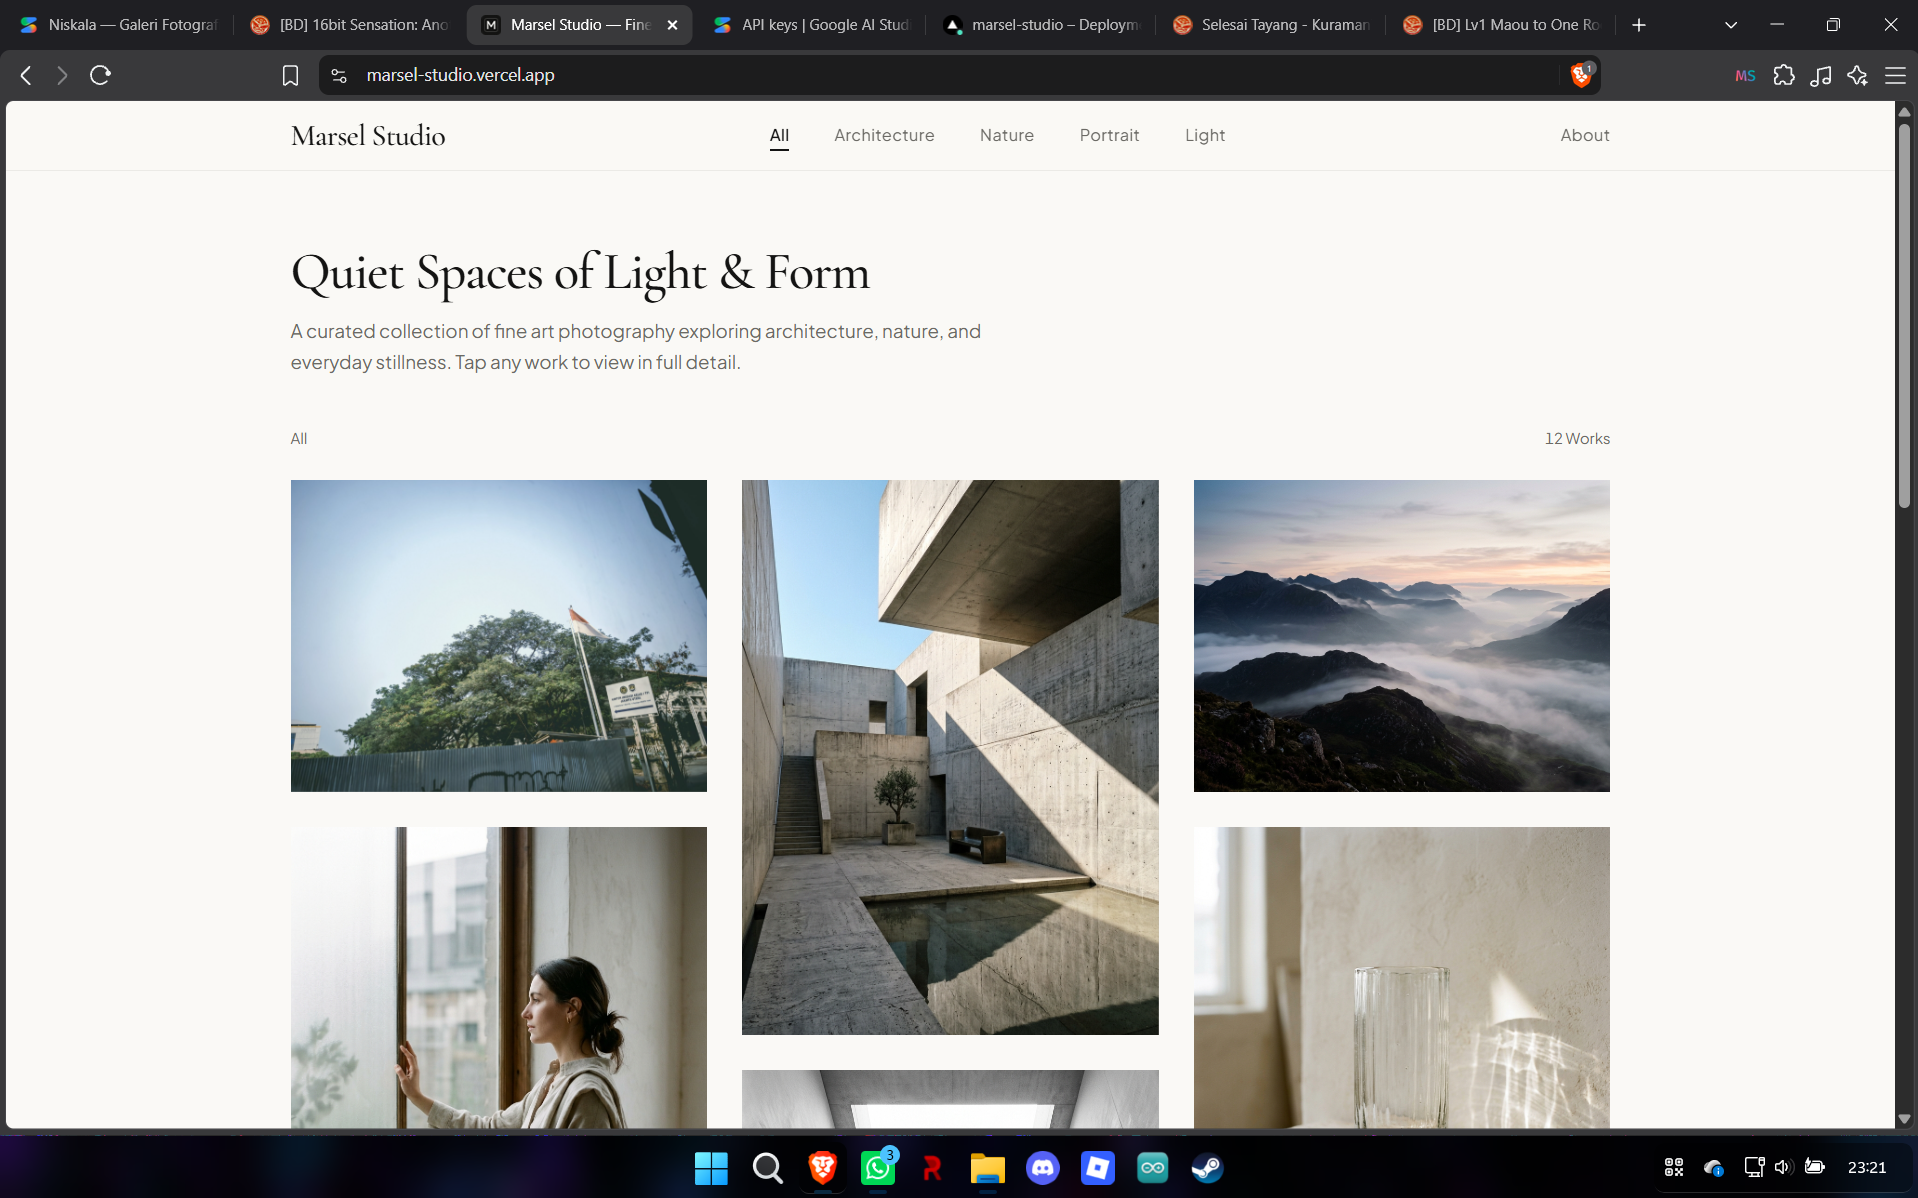 Niskala — Galeri Fotograf
[BD] 16bit Sensation: Ano
Marsel Studio — Fine
API keys | Google AI Stud
marsel-studio – Deploym
Selesai Tayang - Kuraman
[BD] Lv1 Maou to One Ro
marsel-studio.vercel.app
1
MS
Marsel Studio
All
Architecture
Nature
Portrait
Light
About
Quiet Spaces of Light & Form
A curated collection of fine art photography exploring architecture, nature, and
everyday stillness. Tap any work to view in full detail.
All
12 Works
3
23:21